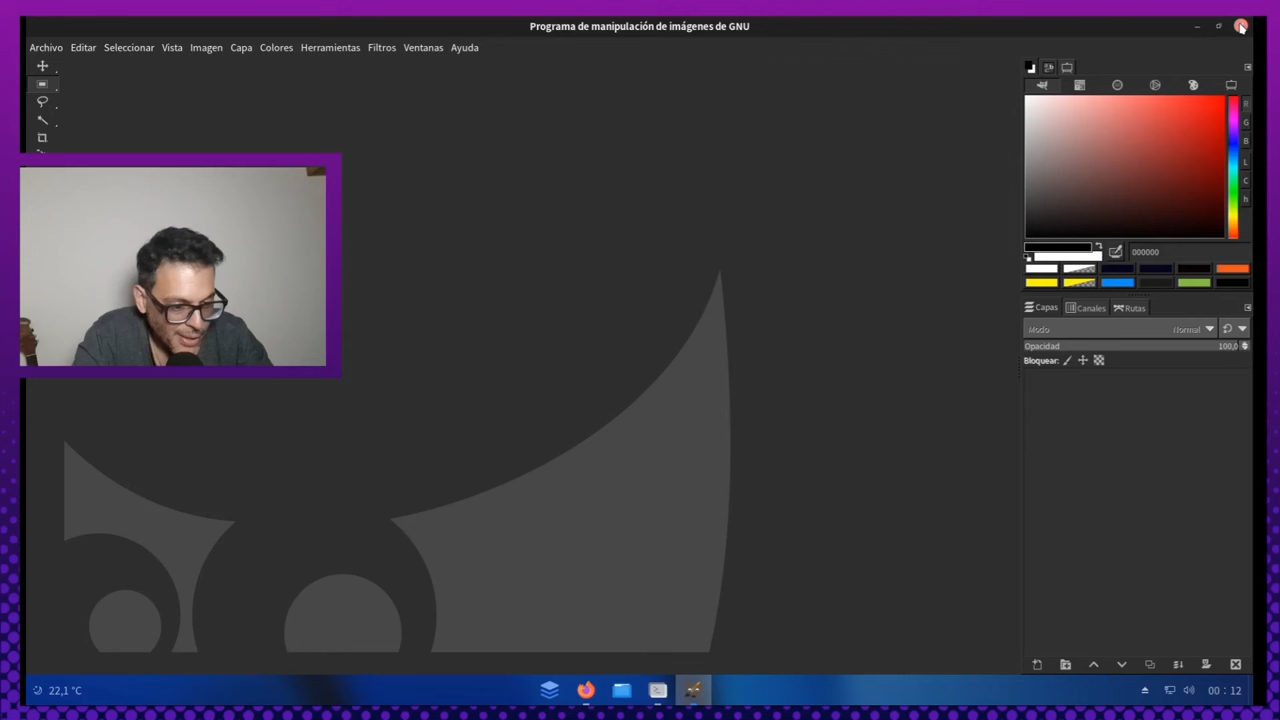 Programa de manipulación de imágenes de GNU
Archivo Editar Seleccionar Vista Imagen Capa Colores Herramientas Filtros Ventanas Ayuda
R
G
B
L
C
h
000000
Capas Canales Rutas
Modo Normal
Opacidad 100,0
Bloquear:
22,1 °C
00:12